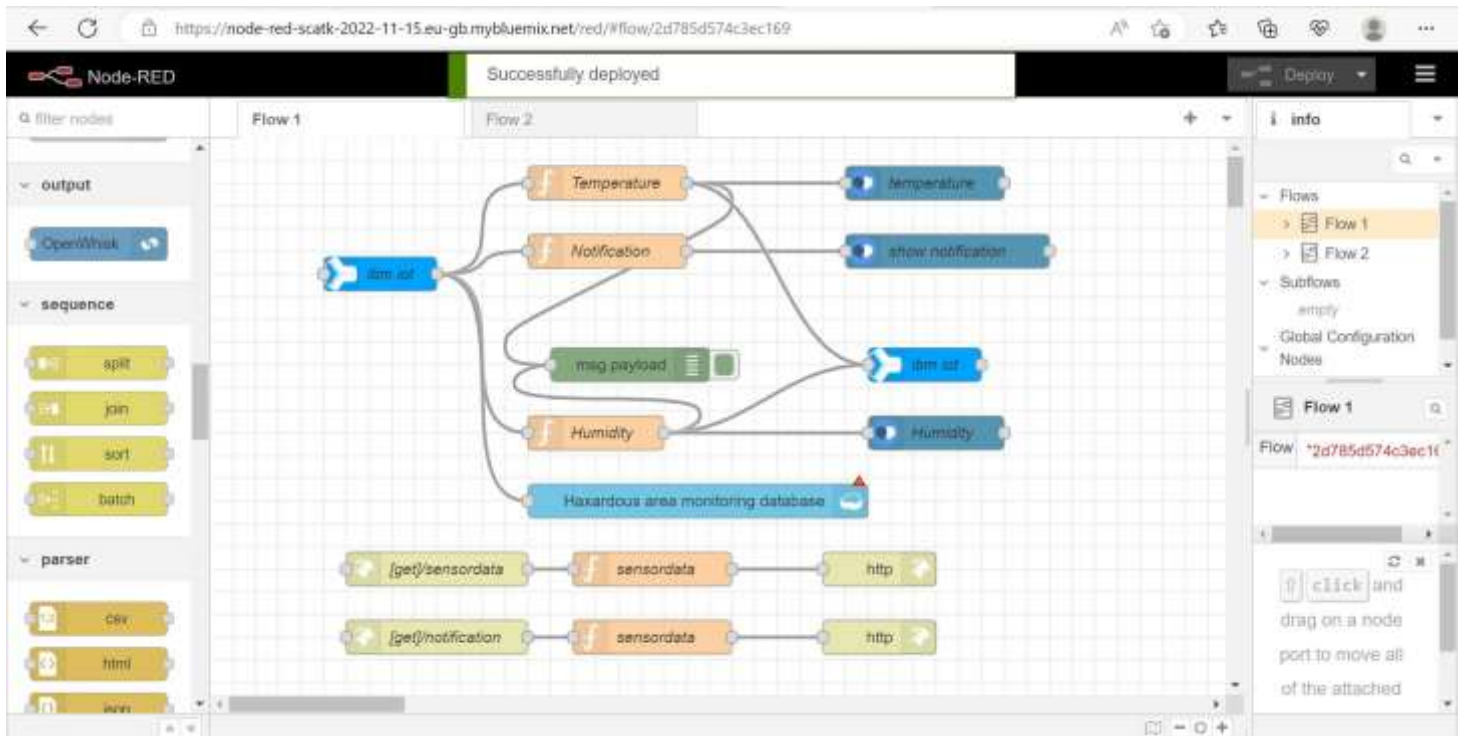 https://node-red-scatk-2022-11-15.eu-gb.mybluemix.net/red/#flow/2d785d574c3ec169
Node-RED
Successfully deployed
Deploy
filter nodes
Flow 1
Flow 2
info
output
OpenWhisk
sequence
split
join
sort
batch
parser
csv
html
json
Temperature
temperature
Notification
show notification
ibm iot
msg payload
ibm iot
Humidity
Humidity
Haxardous area monitoring database
[get]/sensordata
sensordata
http
[get]/notification
sensordata
http
Flows
Flow 1
Flow 2
Subflows
empty
Global Configuration
Nodes
Flow 1
Flow
"2d785d574c3ec16
click and
drag on a node
port to move all
of the attached